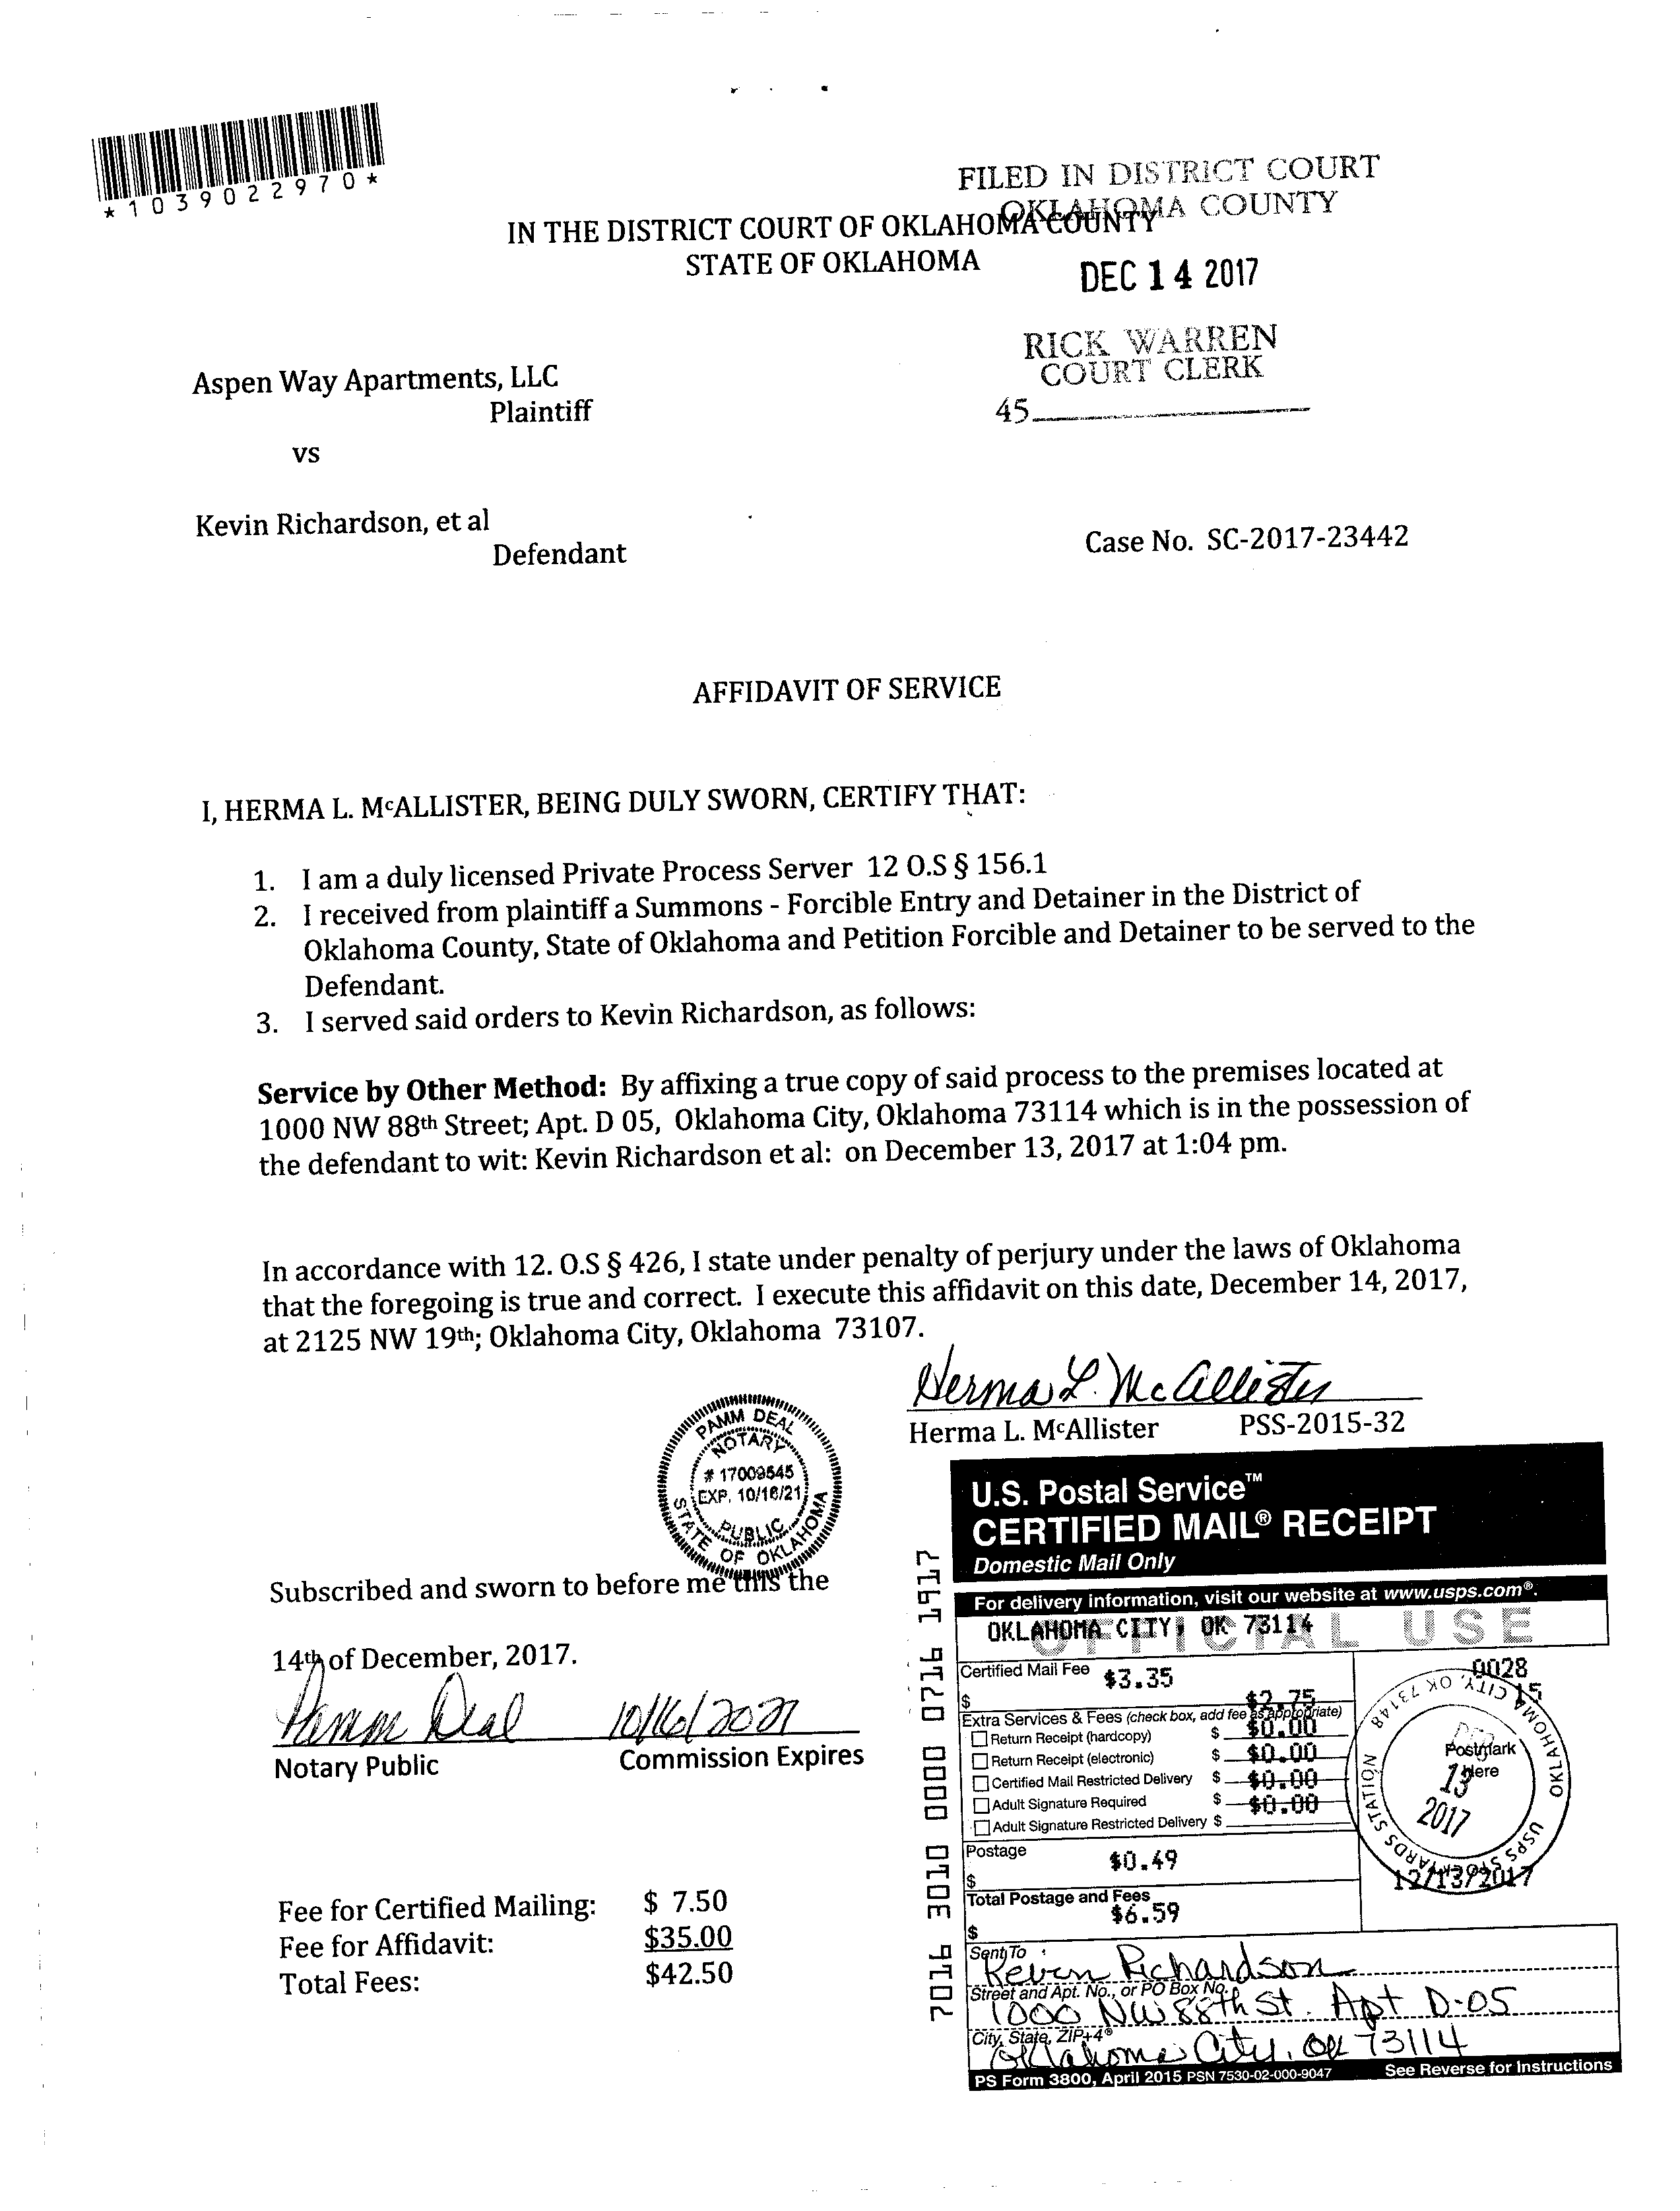 *1039022970*
FILED IN DISTRICT COURT
OKLAHOMA COUNTY
IN THE DISTRICT COURT OF OKLAHOMA COUNTY
STATE OF OKLAHOMA
DEC 14 2017
RICK WARREN
COURT CLERK
45
Aspen Way Apartments, LLC
Plaintiff
vs
Kevin Richardson, et al
Defendant
Case No. SC-2017-23442
AFFIDAVIT OF SERVICE
I, HERMA L. McALLISTER, BEING DULY SWORN, CERTIFY THAT:
1. I am a duly licensed Private Process Server 12 O.S § 156.1
2. I received from plaintiff a Summons - Forcible Entry and Detainer in the District of
Oklahoma County, State of Oklahoma and Petition Forcible and Detainer to be served to the
Defendant.
3. I served said orders to Kevin Richardson, as follows:
Service by Other Method: By affixing a true copy of said process to the premises located at
1000 NW 88th Street; Apt. D 05, Oklahoma City, Oklahoma 73114 which is in the possession of
the defendant to wit: Kevin Richardson et al: on December 13, 2017 at 1:04 pm.
In accordance with 12. O.S § 426, I state under penalty of perjury under the laws of Oklahoma
that the foregoing is true and correct. I execute this affidavit on this date, December 14, 2017,
at 2125 NW 19th; Oklahoma City, Oklahoma 73107.
Herma L. McAllister
Herma L. McAllister PSS-2015-32
PAMM DEAL
NOTARY
# 17009545
EXP. 10/16/21
PUBLIC
STATE OF OKLAHOMA
Subscribed and sworn to before me this the
14th of December, 2017.
Pamm Deal 10/16/2021
Notary Public Commission Expires
Fee for Certified Mailing: $ 7.50
Fee for Affidavit: $35.00
Total Fees: $42.50
7016 3010 0000 0716 1917
U.S. Postal Service™
CERTIFIED MAIL® RECEIPT
Domestic Mail Only
For delivery information, visit our website at www.usps.com®.
OFFICIAL USE
OKLAHOMA CITY, OK 73114
Certified Mail Fee $3.35
$
$2.75
Extra Services & Fees (check box, add fee as appropriate)
Return Receipt (hardcopy) $ $0.00
Return Receipt (electronic) $ $0.00
Certified Mail Restricted Delivery $ $0.00
Adult Signature Required $ $0.00
Adult Signature Restricted Delivery $
Postage
$0.49
$
Total Postage and Fees
$6.59
$
0028
15
OKLAHOMA CITY, OK 73148
USPS STOCKYARDS STATION
Postmark
Here
13
2017
12/13/2017
Sent To
Kevin Richardson
Street and Apt. No., or PO Box No.
1000 NW 88th St. Apt D-05
City, State, ZIP+4®
Oklahoma City, OK 73114
PS Form 3800, April 2015 PSN 7530-02-000-9047 See Reverse for Instructions